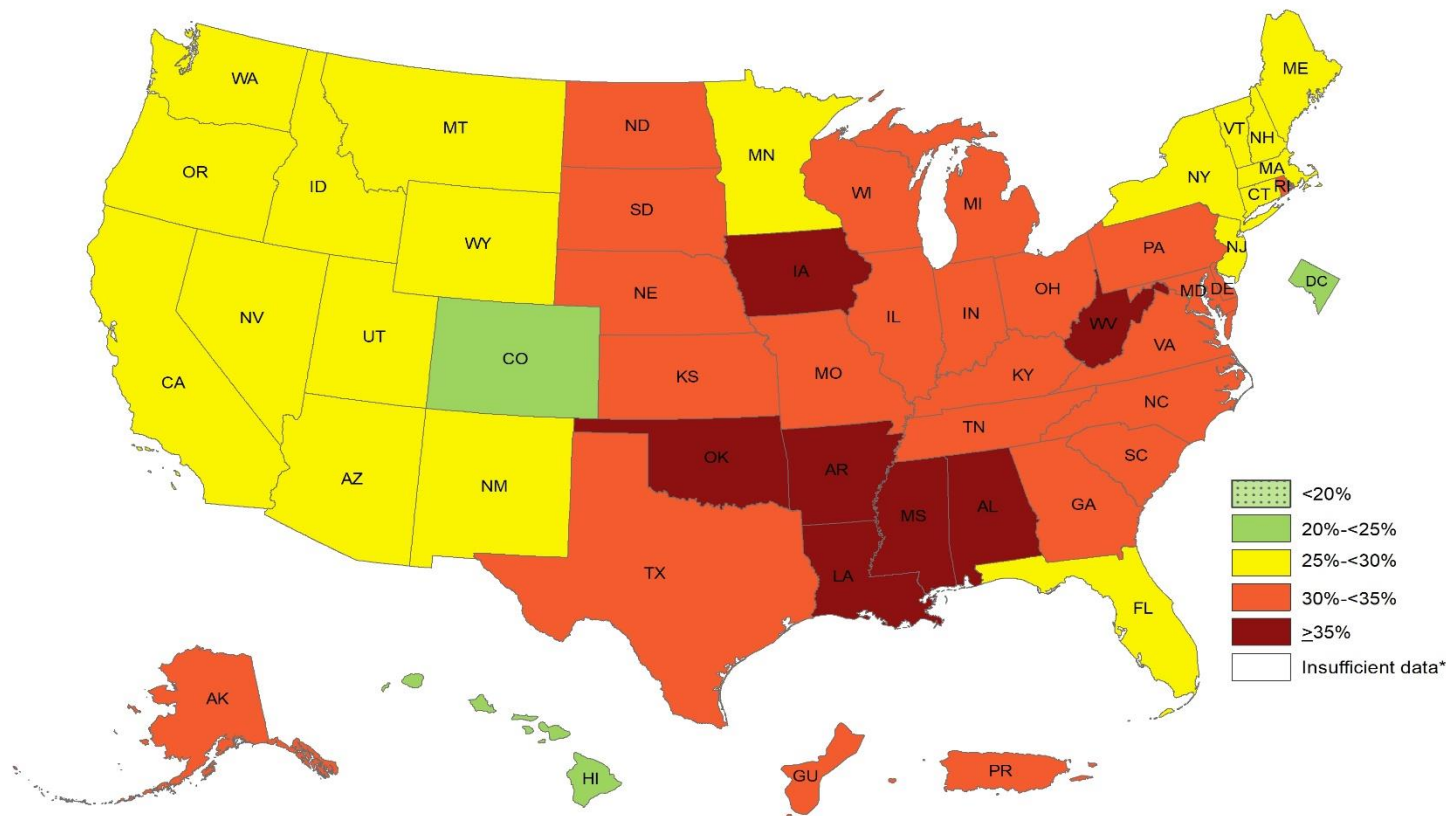 WA
MT
ND
MN
ME
VT
NH
OR
ID
SD
WI
MI
NY
MA
CT
RI
WY
IA
NE
PA
NJ
DC
NV
UT
CO
IL
IN
OH
MD
DE
WV
VA
CA
KS
MO
KY
NC
AZ
NM
OK
AR
TN
SC
MS
AL
GA
TX
LA
FL
<20%
20%-<25%
25%-<30%
30%-<35%
≥35%
Insufficient data*
AK
HI
GU
PR